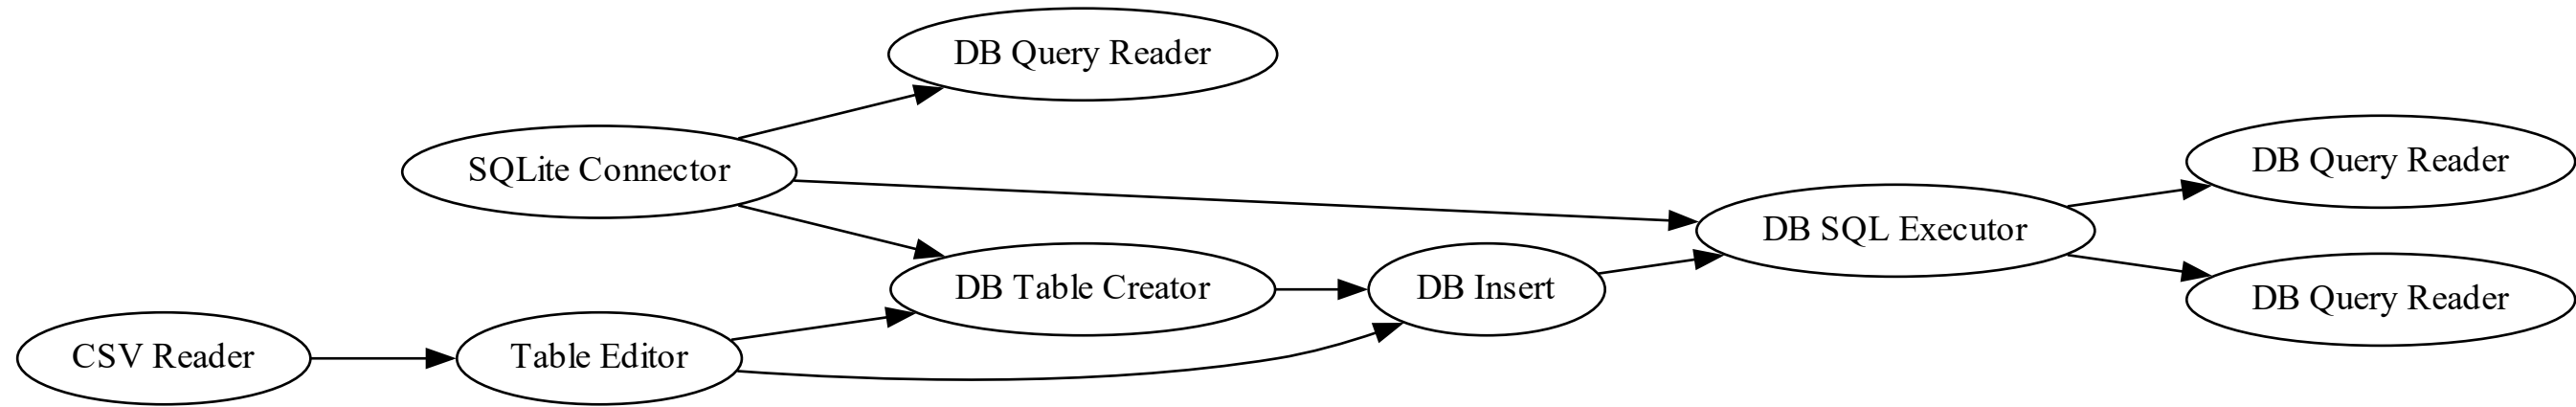 DB Query Reader
SQLite Connector
DB Query Reader
DB SQL Executor
DB Table Creator
DB Insert
DB Query Reader
CSV Reader
Table Editor